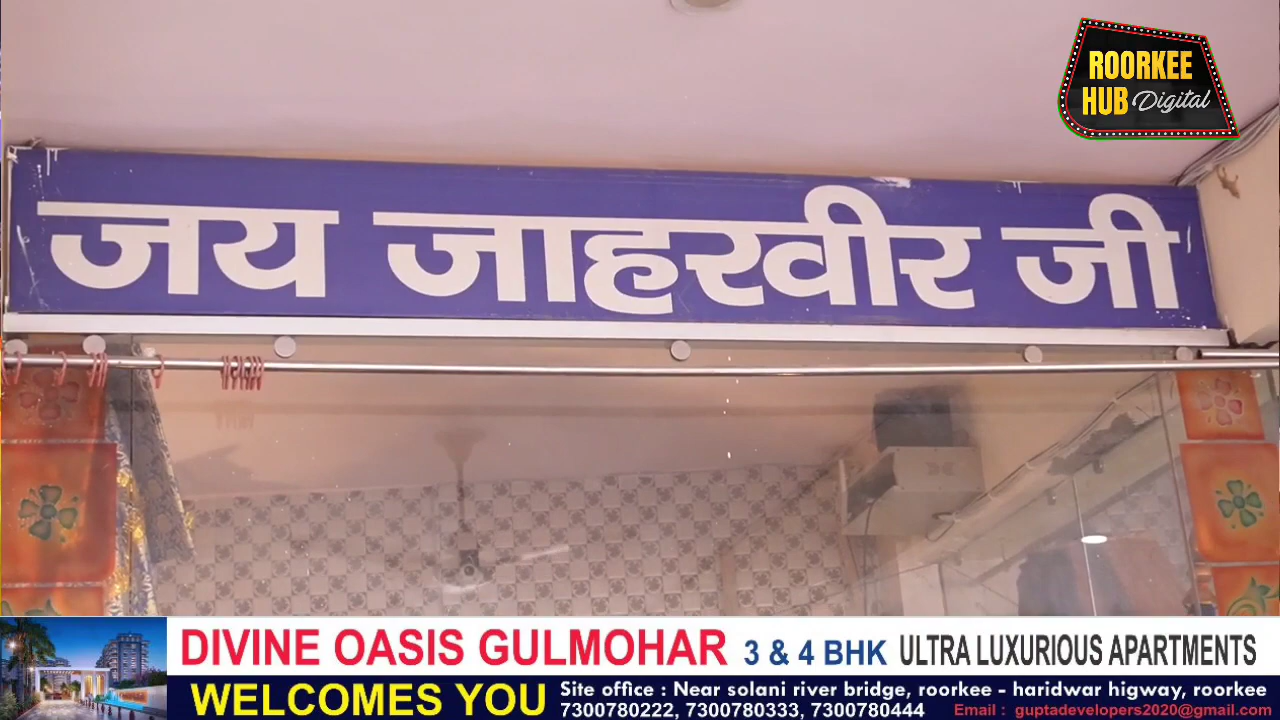 ROORKEE
HUB Digital
जय जाहरवीर जी
DIVINE OASIS GULMOHAR 3 & 4 BHK ULTRA LUXURIOUS APARTMENTS
WELCOMES YOU
Site office : Near solani river bridge, roorkee - haridwar higway, roorkee
7300780222, 7300780333, 7300780444 Email : guptadevelopers2020@gmail.com